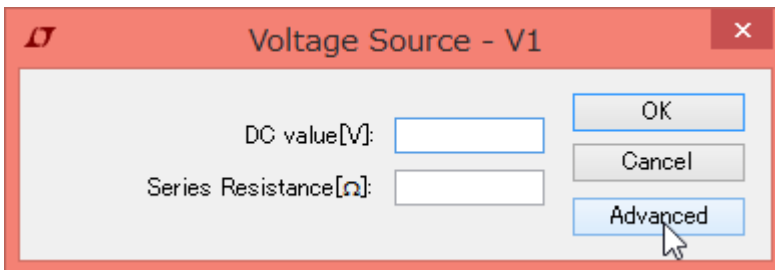 Voltage Source - V1
DC value[V]:
OK
Cancel
Series Resistance[Ω]:
Advanced